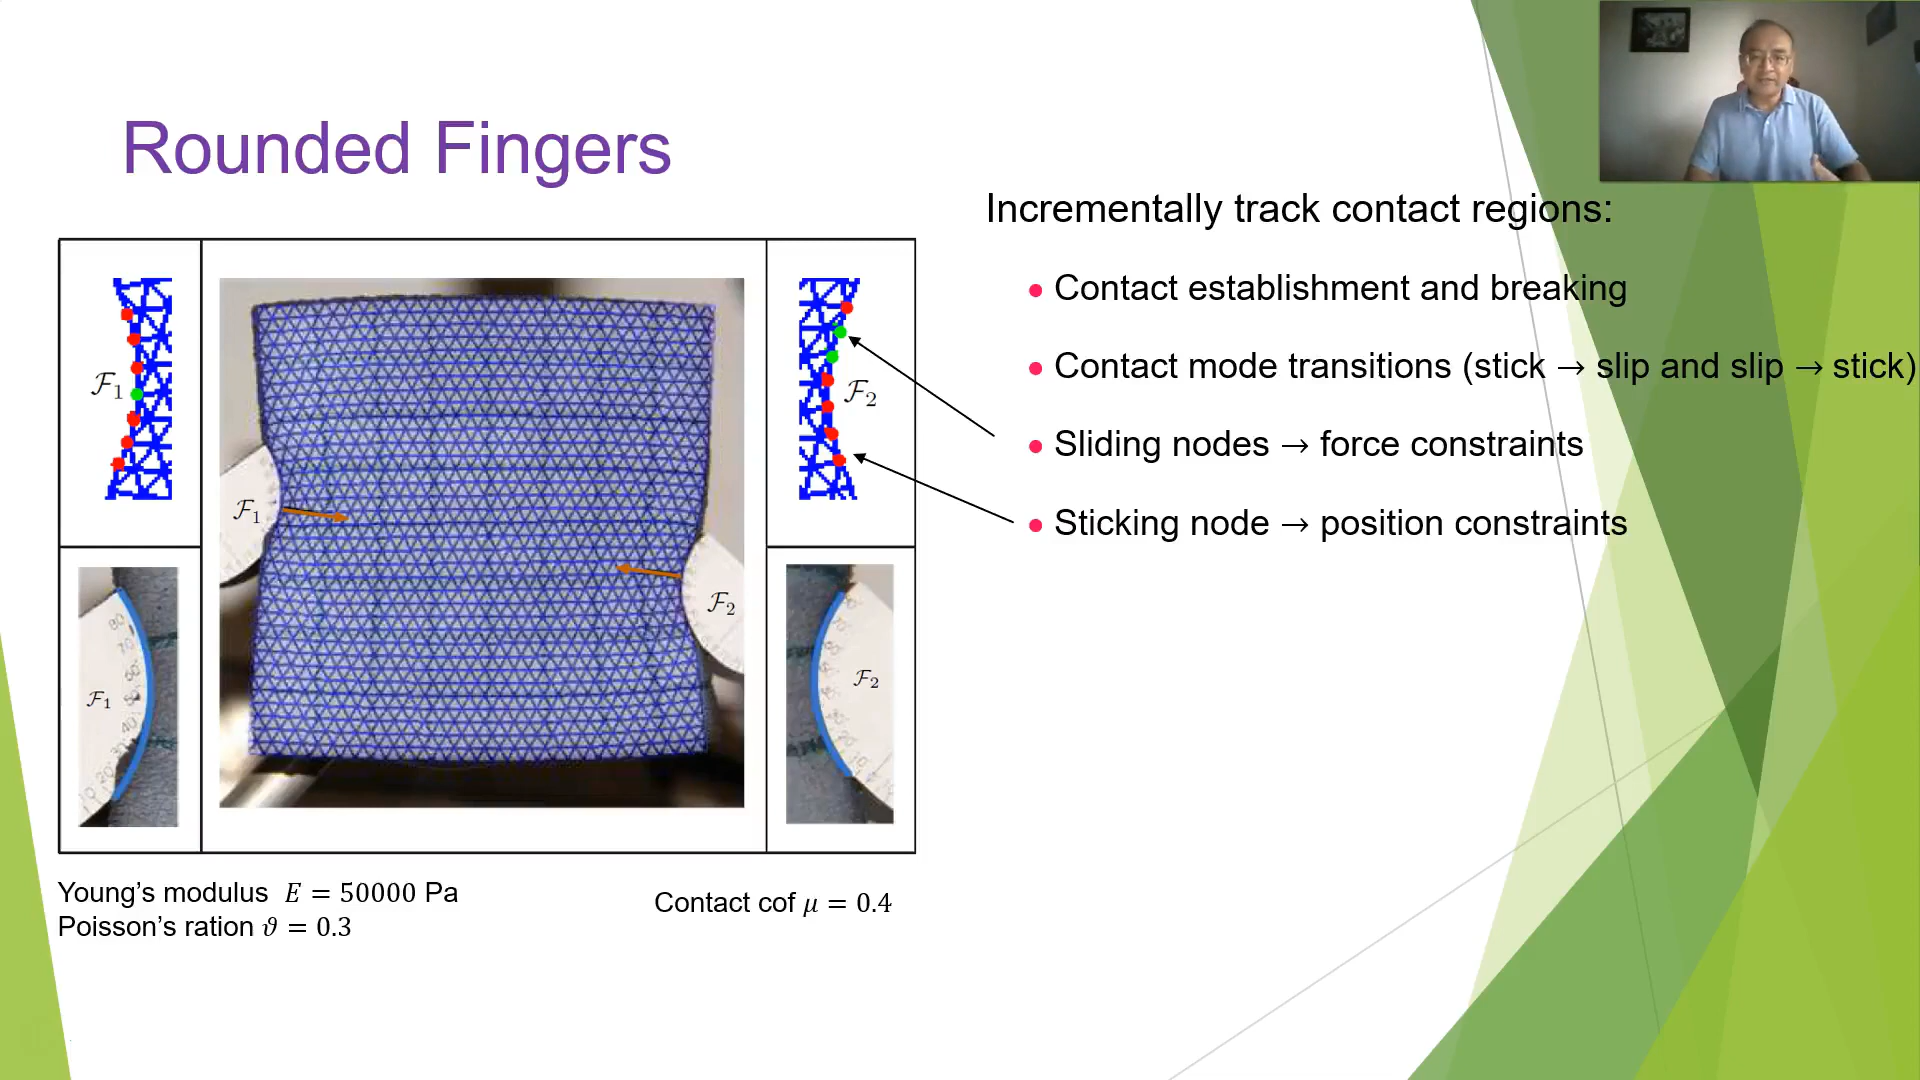 Rounded Fingers
Incrementally track contact regions:
• Contact establishment and breaking
• Contact mode transitions (stick → slip and slip → stick)
• Sliding nodes → force constraints
• Sticking node → position constraints
ℱ₁
ℱ₂
ℱ₁
ℱ₂
ℱ₁
ℱ₂
Young's modulus E = 50000 Pa
Poisson's ration ϑ = 0.3
Contact cof μ = 0.4